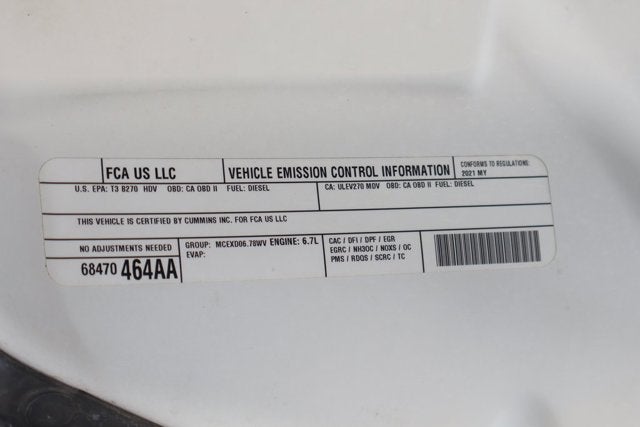 FCA US LLC
VEHICLE EMISSION CONTROL INFORMATION
CONFORMS TO REGULATIONS:
2021 MY
U.S. EPA: T3 B270 HDV OBD: CA OBD II FUEL: DIESEL
CA: ULEV270 MDV OBD: CA OBD II FUEL: DIESEL
THIS VEHICLE IS CERTIFIED BY CUMMINS INC. FOR FCA US LLC
NO ADJUSTMENTS NEEDED
68470 464AA
GROUP: MCEXD06.78WV ENGINE: 6.7L
EVAP:
CAC / DFI / DPF / EGR
EGRC / NH3OC / NOXS / OC
PMS / RDQS / SCRC / TC